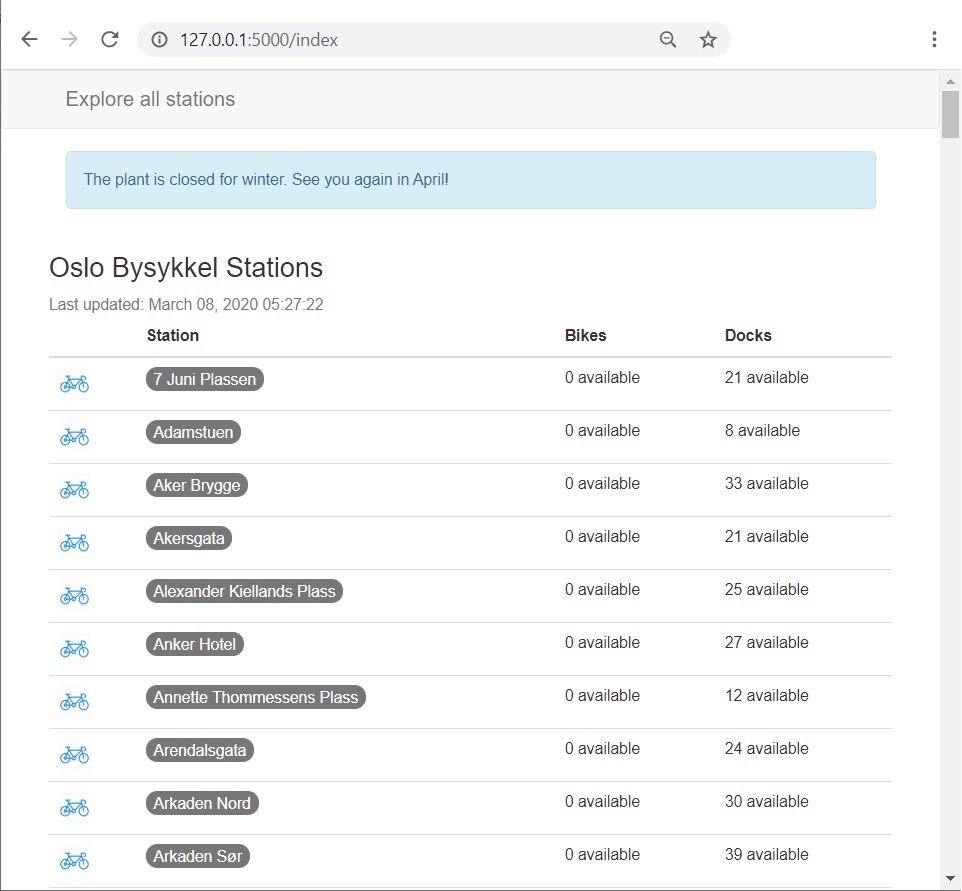 127.0.0.1:5000/index
Explore all stations
The plant is closed for winter. See you again in April!
Oslo Bysykkel Stations
Last updated: March 08, 2020 05:27:22
Station Bikes Docks
7 Juni Plassen 0 available 21 available
Adamstuen 0 available 8 available
Aker Brygge 0 available 33 available
Akersgata 0 available 21 available
Alexander Kiellands Plass 0 available 25 available
Anker Hotel 0 available 27 available
Annette Thommessens Plass 0 available 12 available
Arendalsgata 0 available 24 available
Arkaden Nord 0 available 30 available
Arkaden Sør 0 available 39 available